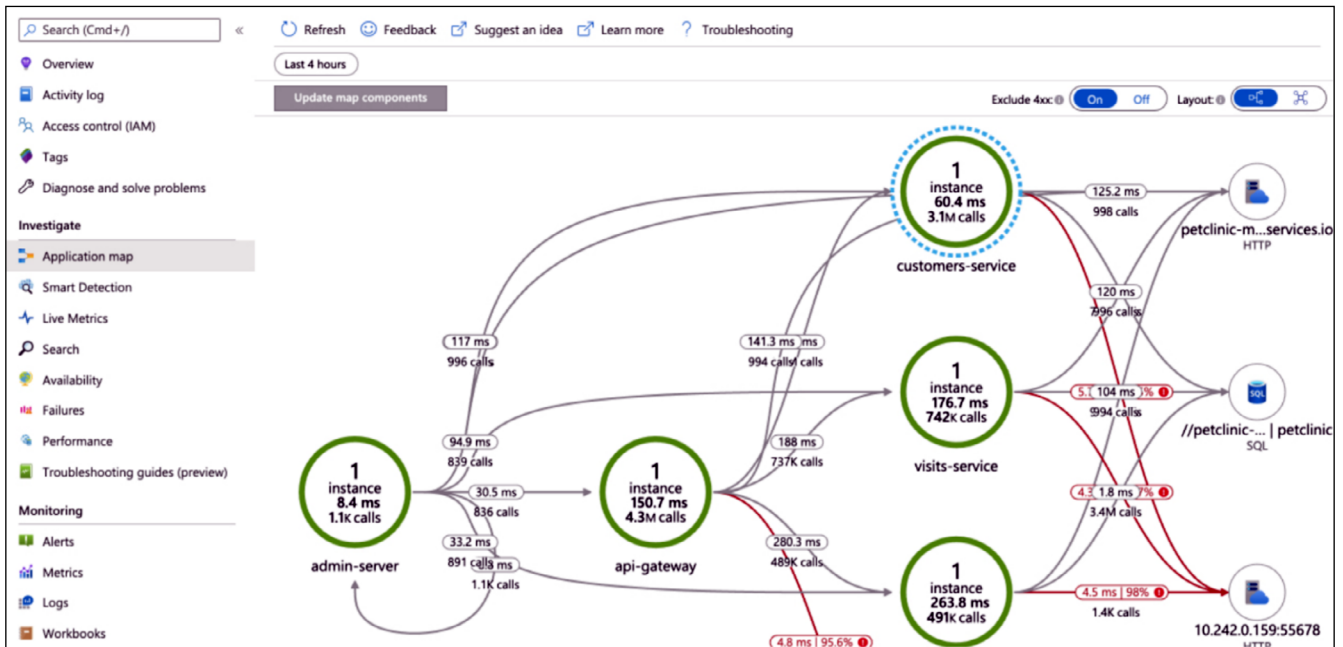 Search (Cmd+/)
«
Refresh
Feedback
Suggest an idea
Learn more
? Troubleshooting
Last 4 hours
Update map components
Exclude 4xx:
On
Off
Layout:
Overview
Activity log
Access control (IAM)
Tags
Diagnose and solve problems
Investigate
Application map
Smart Detection
Live Metrics
Search
Availability
Failures
Performance
Troubleshooting guides (preview)
Monitoring
Alerts
Metrics
Logs
Workbooks
1
instance
8.4 ms
1.1K calls
admin-server
117 ms
996 calls
94.9 ms
839 calls
30.5 ms
836 calls
33.2 ms
891 calls
1.1K calls
1
instance
150.7 ms
4.3M calls
api-gateway
141.3 ms
ms
994 calls
calls
188 ms
737K calls
280.3 ms
489K calls
4.8 ms | 95.6%
1
instance
60.4 ms
3.1M calls
customers-service
1
instance
176.7 ms
742K calls
visits-service
1
instance
263.8 ms
491K calls
125.2 ms
998 calls
120 ms
104 ms
994 calls
1.8 ms
3.4M calls
4.5 ms | 98%
1.4K calls
petclinic-m...services.io
HTTP
SQL
//petclinic-... | petclinic
SQL
10.242.0.159:55678
HTTP